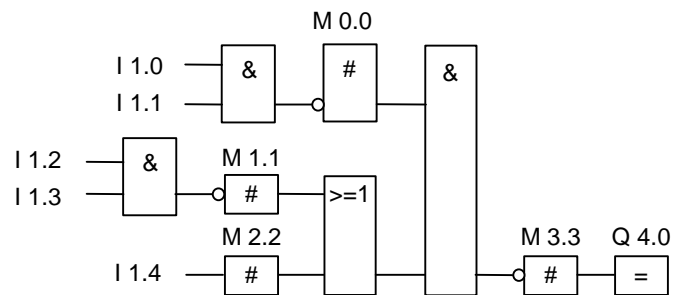 M 0.0
I 1.0
&
#
&
I 1.1
I 1.2
&
M 1.1
I 1.3
#
>=1
M 2.2
M 3.3
Q 4.0
I 1.4
#
#
=